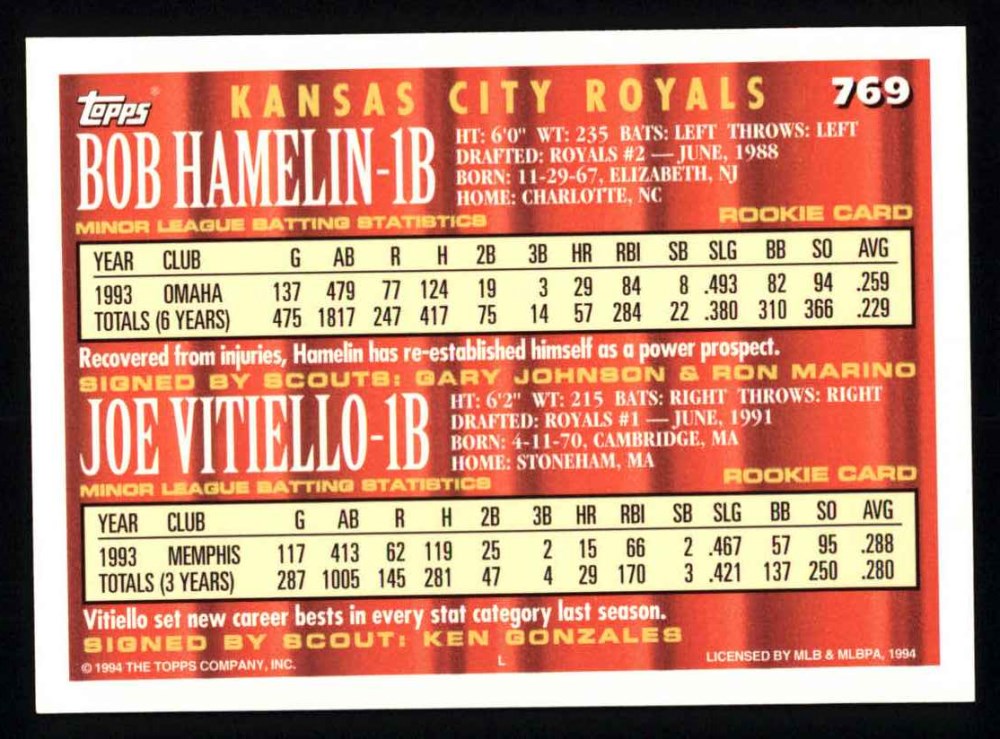 topps® KANSAS CITY ROYALS 769
BOB HAMELIN-1B
HT: 6'0" WT: 235 BATS: LEFT THROWS: LEFT
DRAFTED: ROYALS #2 — JUNE, 1988
BORN: 11-29-67, ELIZABETH, NJ
HOME: CHARLOTTE, NC
MINOR LEAGUE BATTING STATISTICS ROOKIE CARD
YEAR CLUB G AB R H 2B 3B HR RBI SB SLG BB SO AVG
1993 OMAHA 137 479 77 124 19 3 29 84 8 .493 82 94 .259
TOTALS (6 YEARS) 475 1817 247 417 75 14 57 284 22 .380 310 366 .229
Recovered from injuries, Hamelin has re-established himself as a power prospect.
SIGNED BY SCOUTS: GARY JOHNSON & RON MARINO
JOE VITIELLO-1B
HT: 6'2" WT: 215 BATS: RIGHT THROWS: RIGHT
DRAFTED: ROYALS #1 — JUNE, 1991
BORN: 4-11-70, CAMBRIDGE, MA
HOME: STONEHAM, MA
MINOR LEAGUE BATTING STATISTICS ROOKIE CARD
YEAR CLUB G AB R H 2B 3B HR RBI SB SLG BB SO AVG
1993 MEMPHIS 117 413 62 119 25 2 15 66 2 .467 57 95 .288
TOTALS (3 YEARS) 287 1005 145 281 47 4 29 170 3 .421 137 250 .280
Vitiello set new career bests in every stat category last season.
SIGNED BY SCOUT: KEN GONZALES
© 1994 THE TOPPS COMPANY, INC. L LICENSED BY MLB & MLBPA, 1994